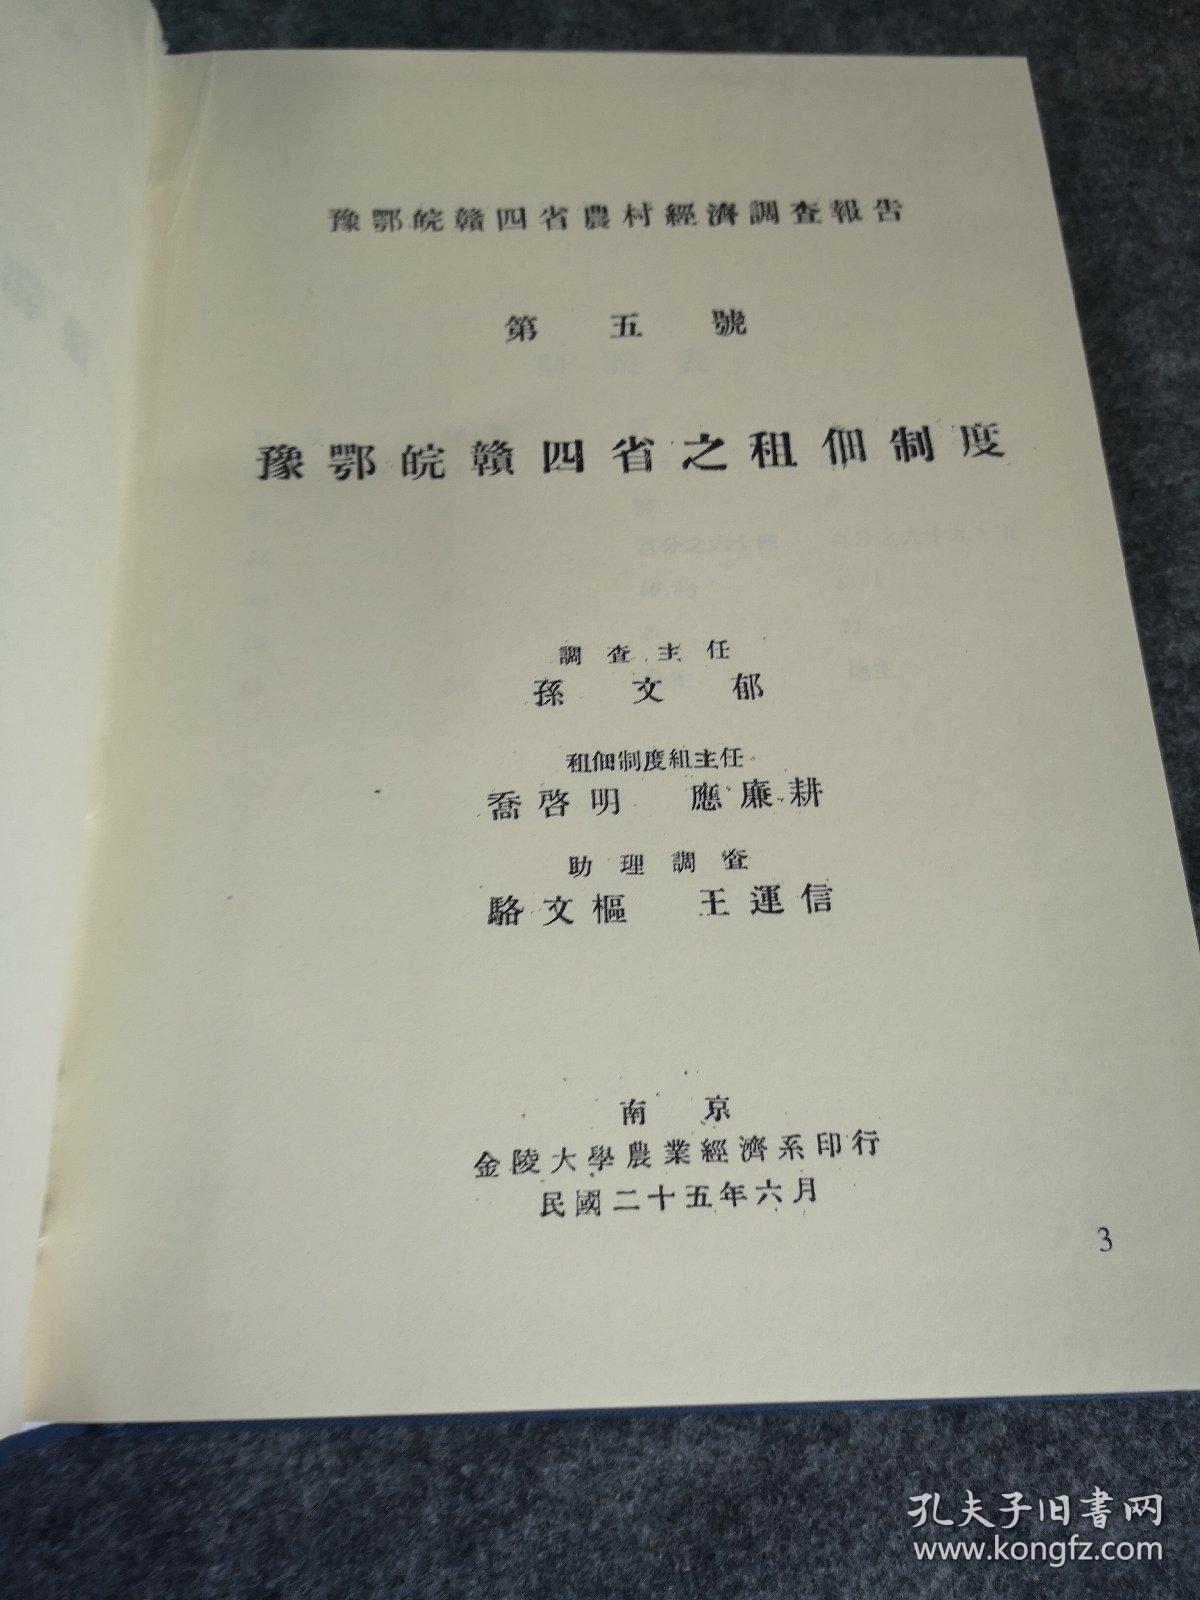 豫鄂皖贛四省農村經濟調查報告
第五號
豫鄂皖贛四省之租佃制度
調查主任
孫文郁
租佃制度組主任
喬啓明 應廉耕
助理調查
駱文樞 王運信
南京
金陵大學農業經濟系印行
民國二十五年六月
3
孔夫子旧书网
www.kongfz.com